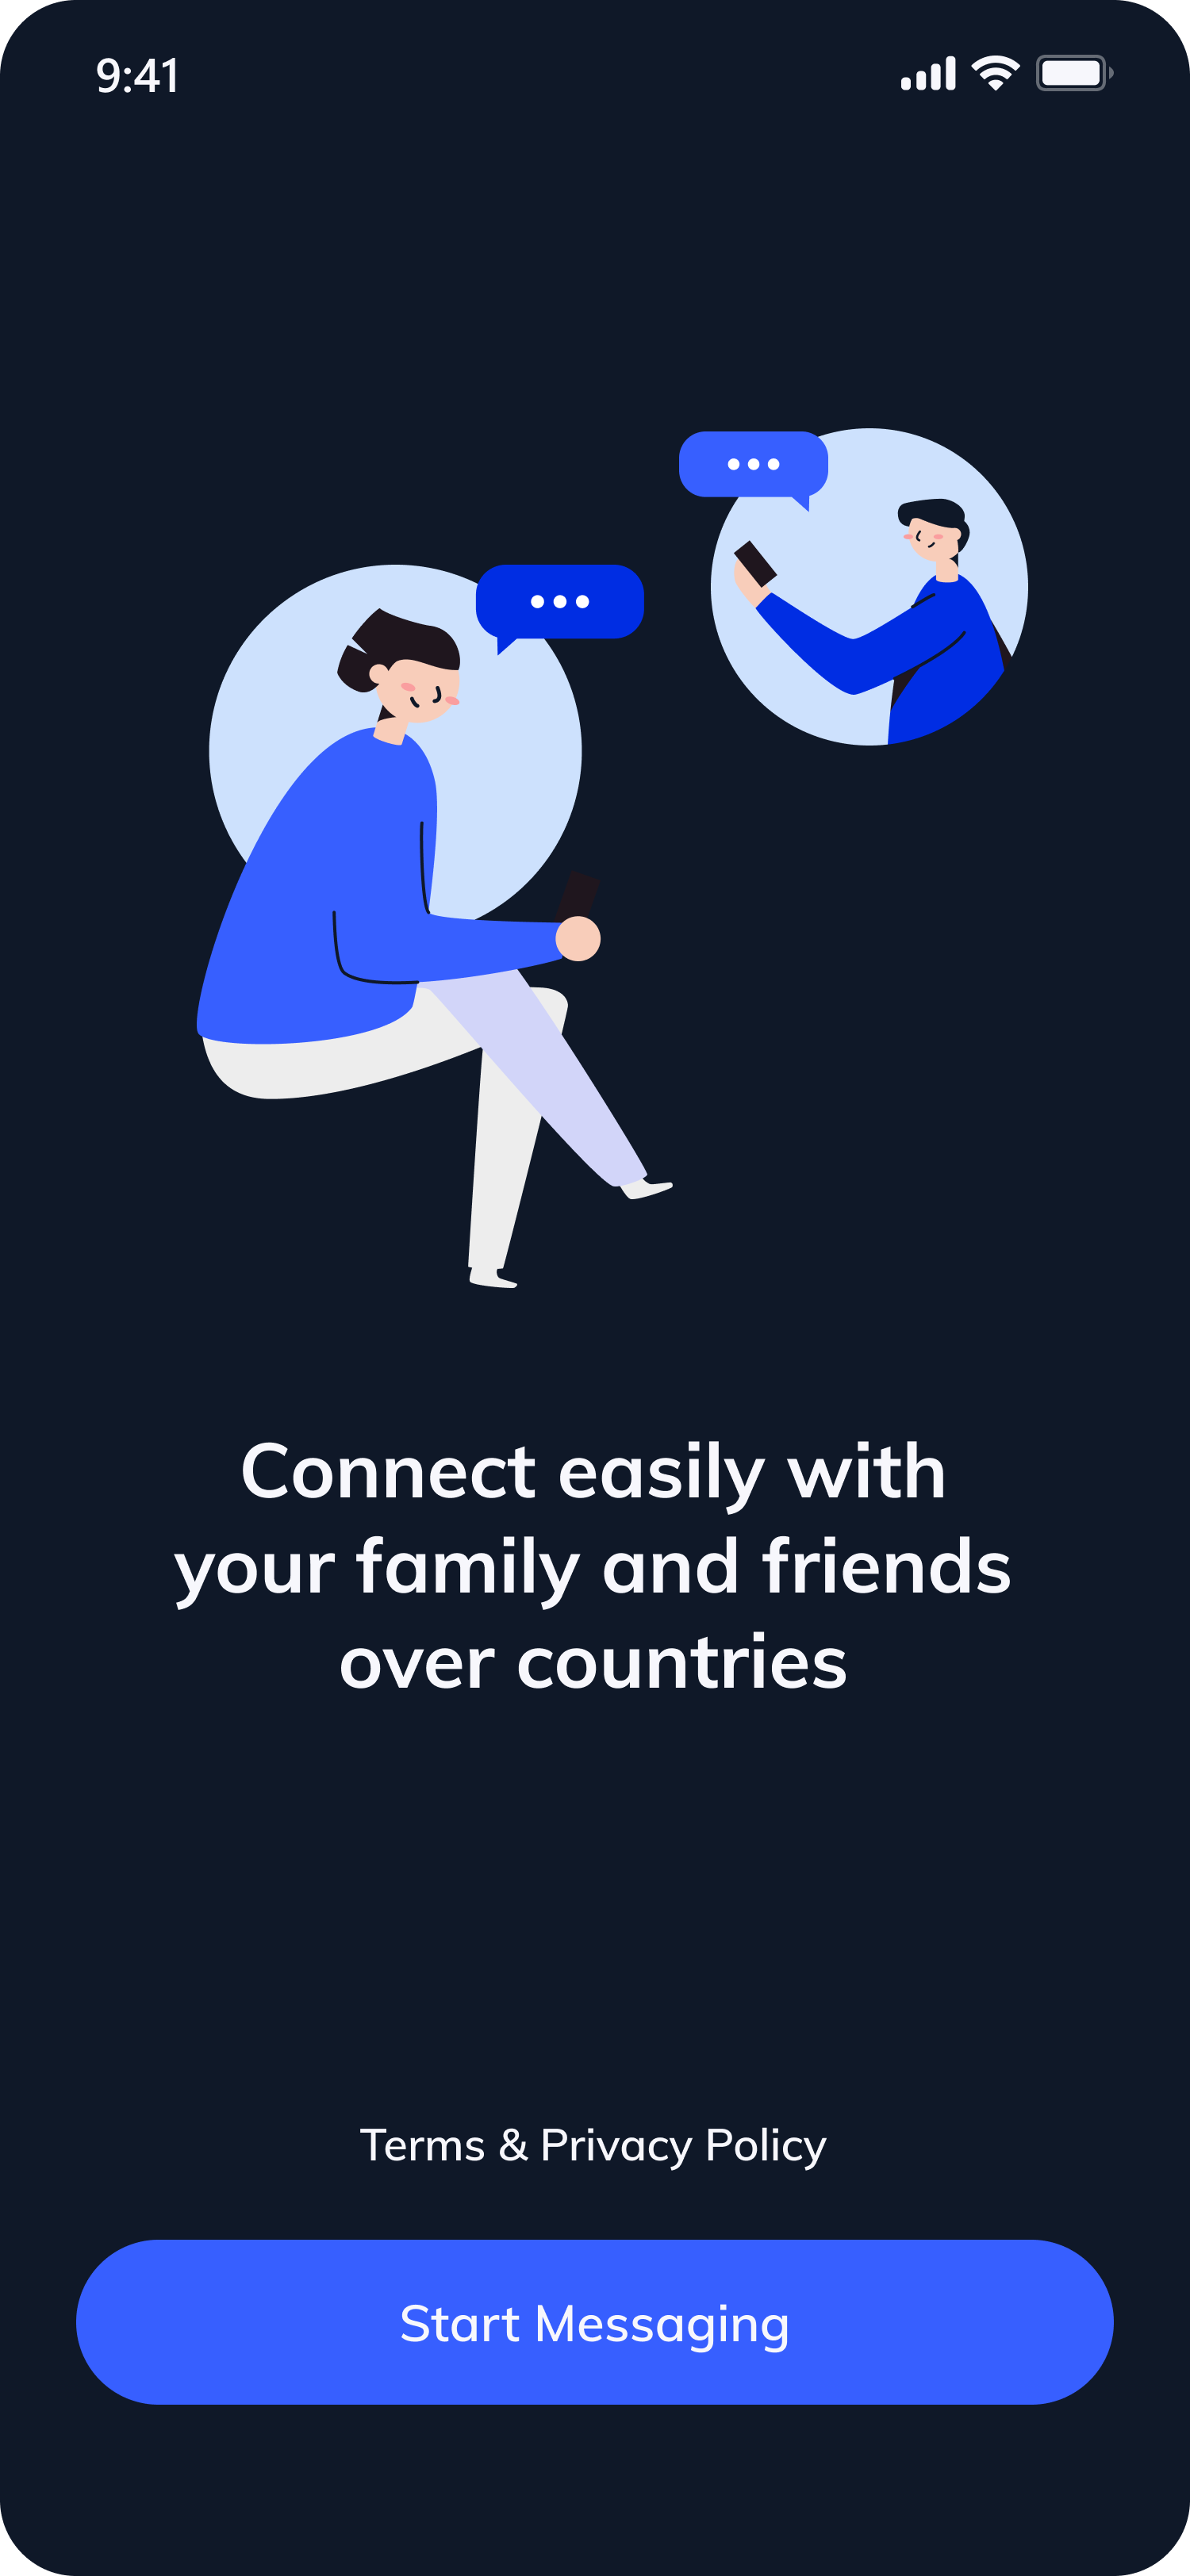 9:41
Connect easily with
your family and friends
over countries
Terms & Privacy Policy
Start Messaging